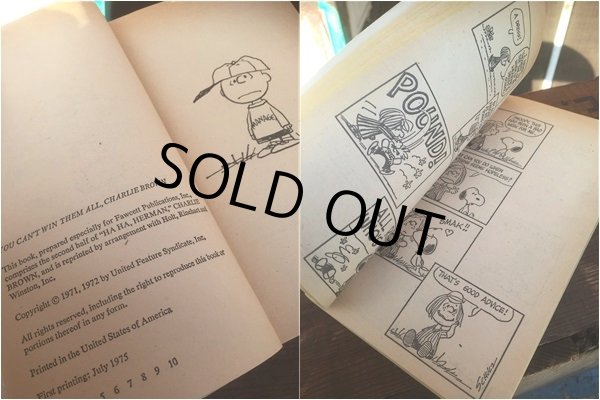 MANAGE
YOU CAN'T WIN THEM ALL, CHARLIE BROWN
This book, prepared especially for Fawcett Publications, Inc.,
comprises the second half of "HA HA, HERMAN," CHARLIE
BROWN, and is reprinted by arrangement with Holt, Rinehart and
Winston, Inc.
Copyright © 1971, 1972 by United Feature Syndicate, Inc.
All rights reserved, including the right to reproduce this book or
portions thereof in any form.
Printed in the United States of America
First printing: July 1975
5 6 7 8 9 10
SOLD OUT
POUND!
SMAK!!
THAT'S GOOD ADVICE!
SCHULZ